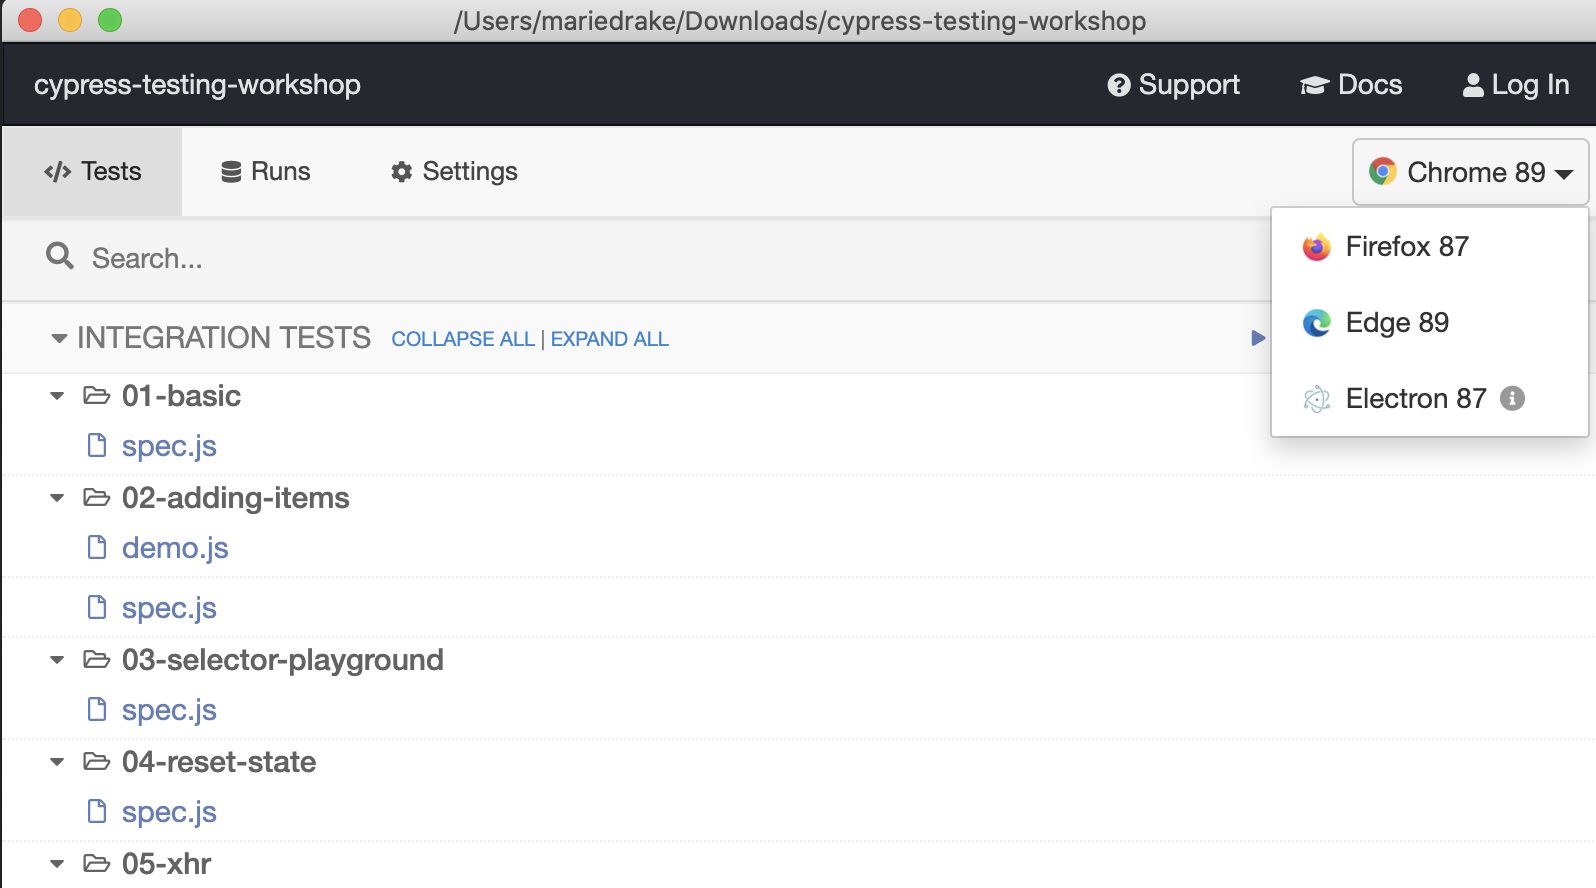 /Users/mariedrake/Downloads/cypress-testing-workshop
cypress-testing-workshop Support Docs Log In
Tests Runs Settings Chrome 89
Firefox 87
Search...
Edge 89
INTEGRATION TESTS COLLAPSE ALL | EXPAND ALL
Electron 87
01-basic
spec.js
02-adding-items
demo.js
spec.js
03-selector-playground
spec.js
04-reset-state
spec.js
05-xhr